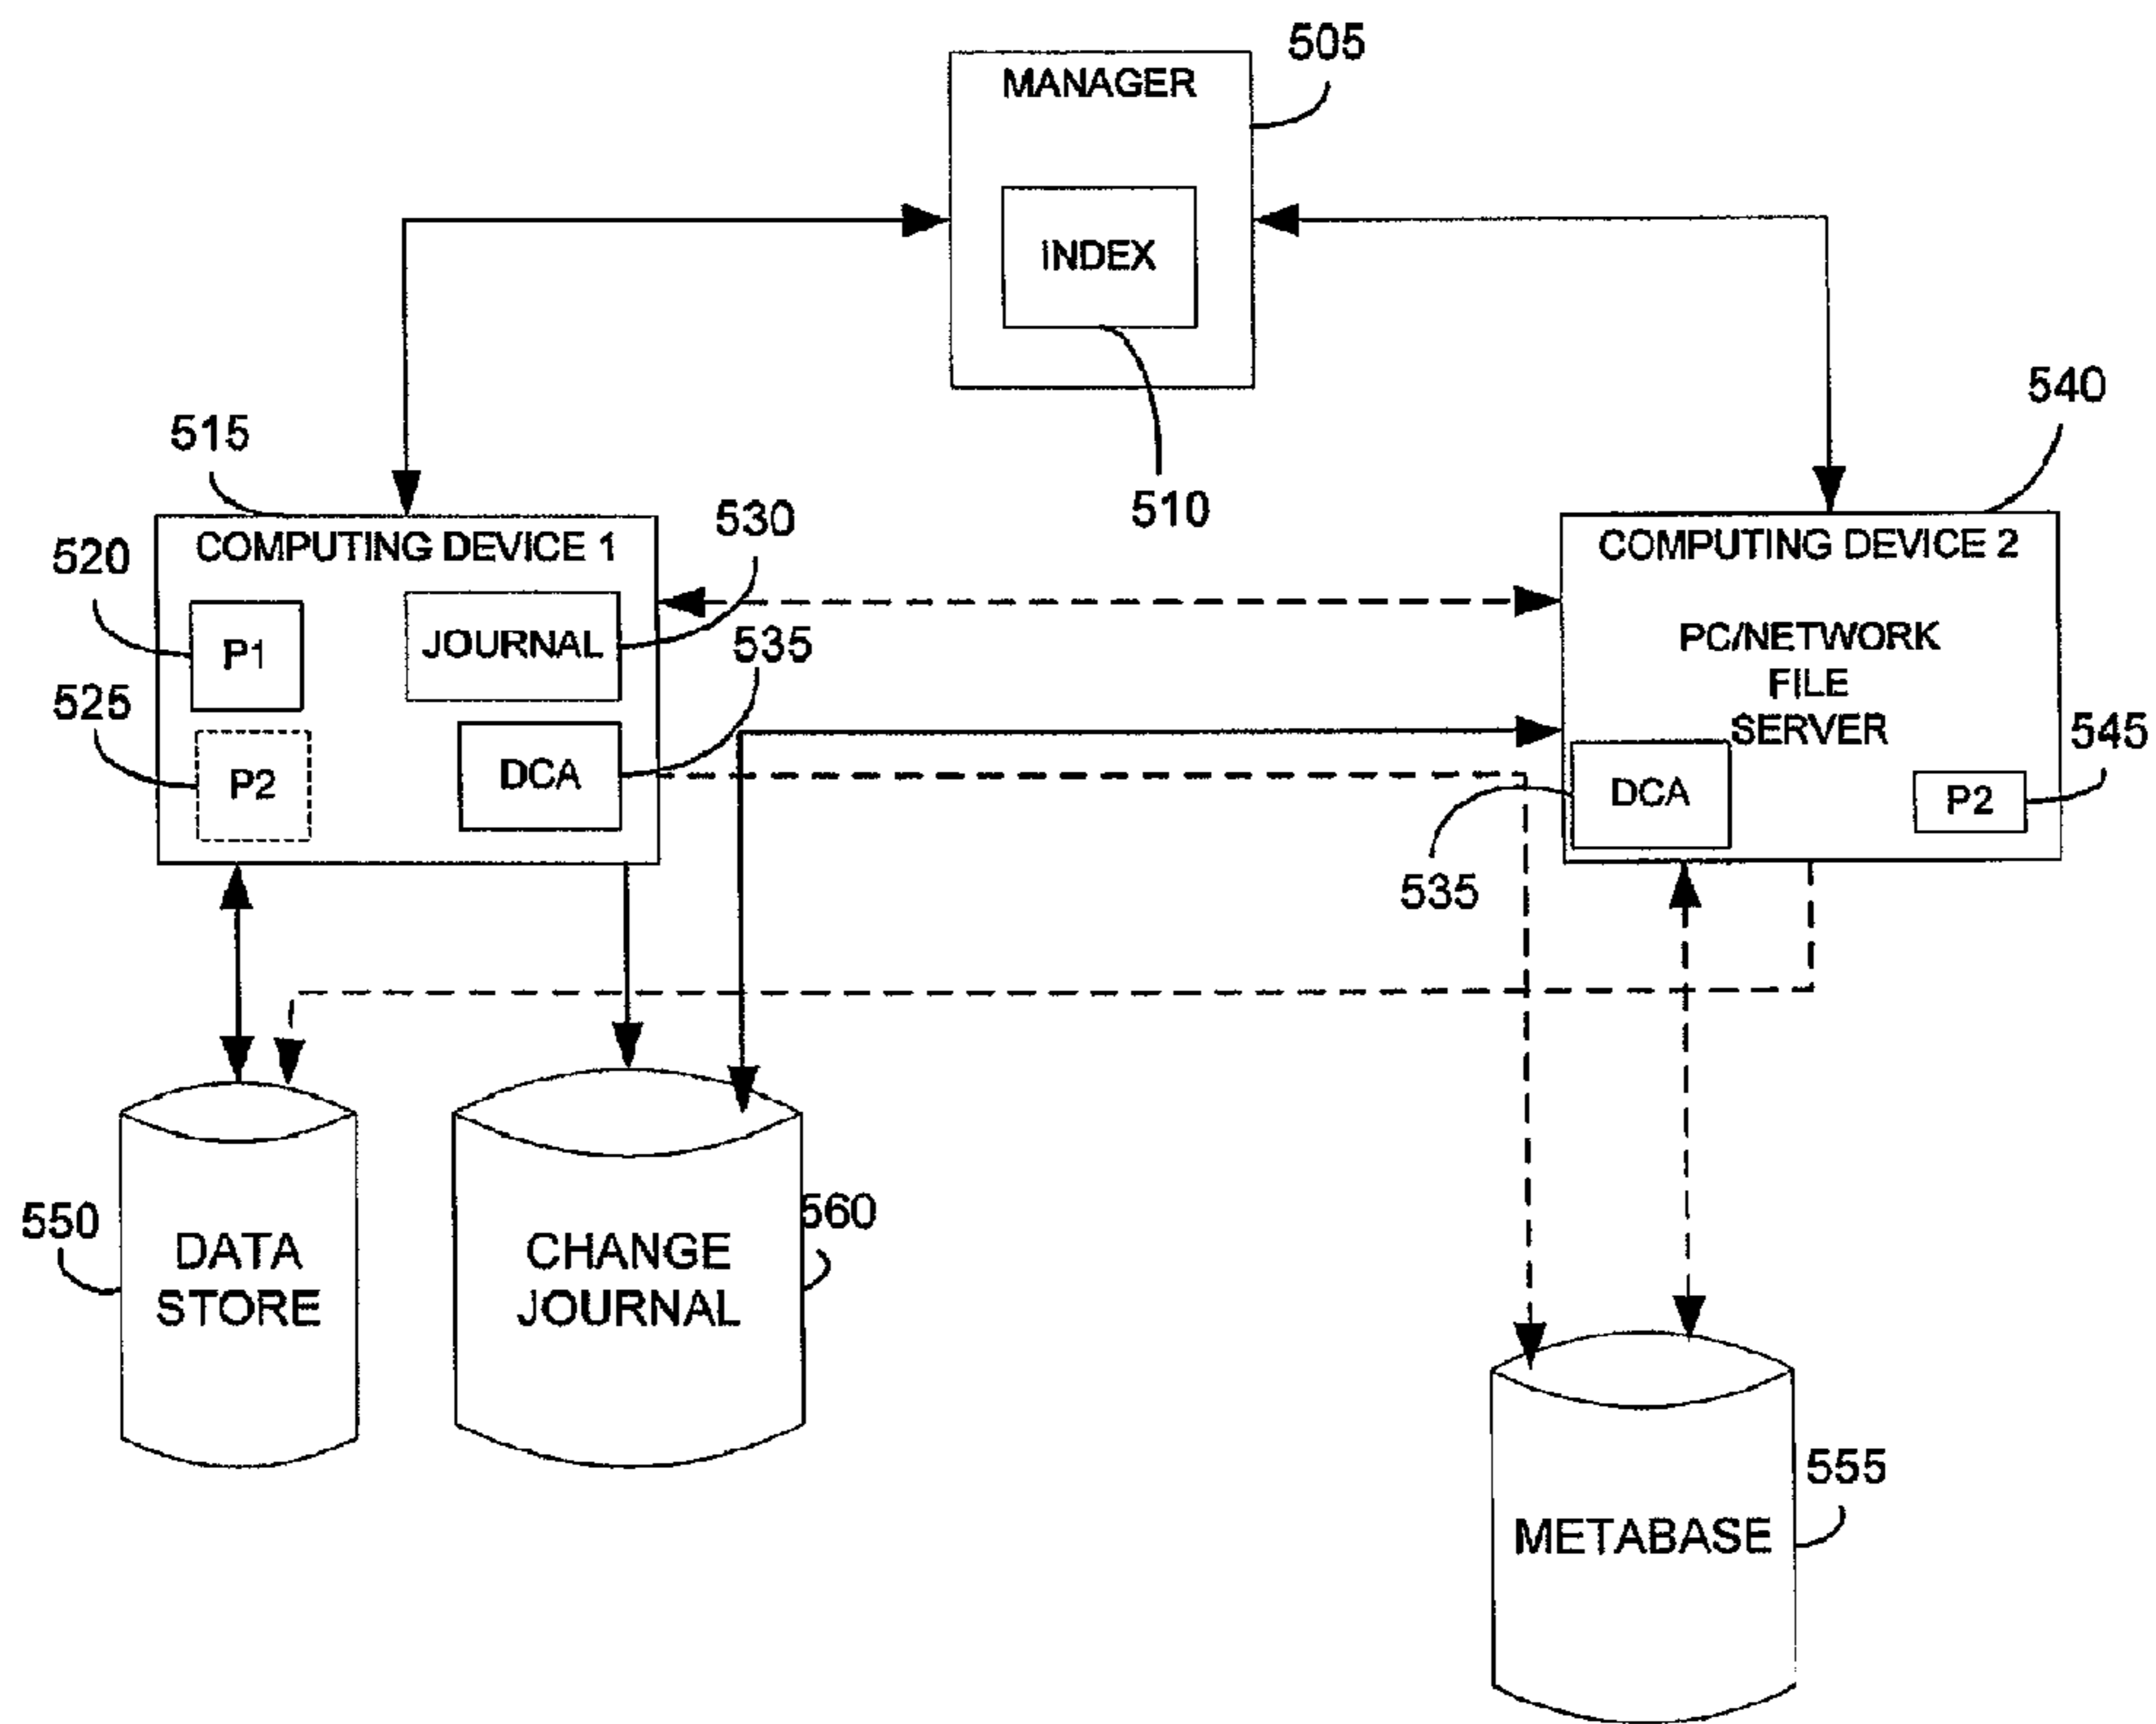 505
MANAGER
INDEX
510
540
515
COMPUTING DEVICE 1
530
520
P1
JOURNAL
535
525
P2
DCA
COMPUTING DEVICE 2
PC/NETWORK
FILE
SERVER
545
DCA
P2
535
550
DATA
STORE
560
CHANGE
JOURNAL
555
METABASE